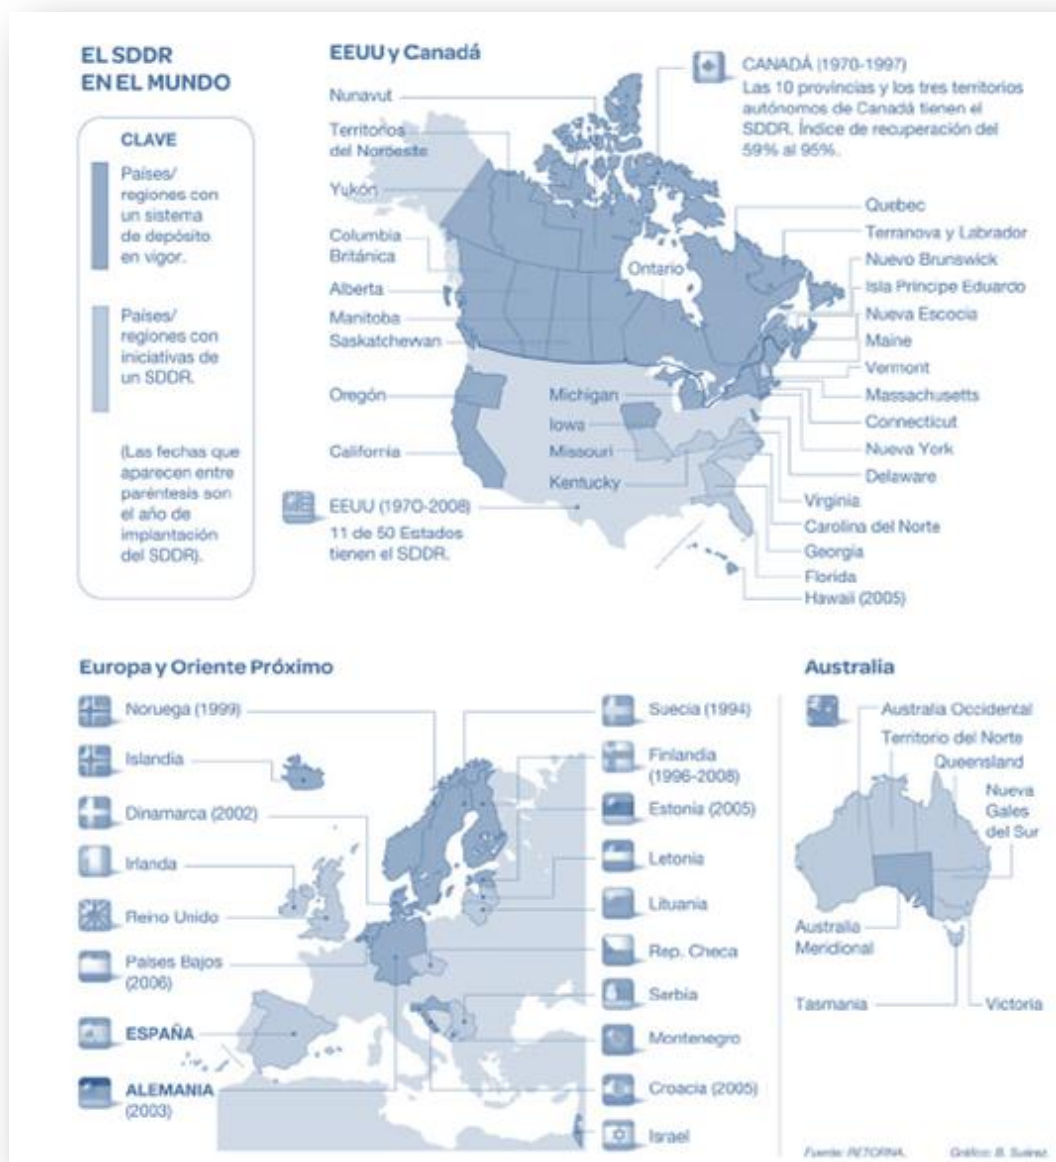 EL SDDR
EN EL MUNDO
CLAVE
Países/
regiones con
un sistema
de depósito
en vigor.
Países/
regiones con
iniciativas de
un SDDR.
(Las fechas que
aparecen entre
paréntesis son
el año de
implantación
del SDDR).
EEUU y Canadá
CANADÁ (1970-1997)
Las 10 provincias y los tres territorios
autónomos de Canadá tienen el
SDDR. Índice de recuperación del
59% al 95%.
Nunavut
Territorios
del Noroeste
Yukón
Columbia
Británica
Alberta
Manitoba
Saskatchewan
Oregón
California
EEUU (1970-2008)
11 de 50 Estados
tienen el SDDR.
Ontario
Michigan
Iowa
Missouri
Kentucky
Quebec
Terranova y Labrador
Nuevo Brunswick
Isla Príncipe Eduardo
Nueva Escocia
Maine
Vermont
Massachusetts
Connecticut
Nueva York
Delaware
Virginia
Carolina del Norte
Georgia
Florida
Hawaii (2005)
Europa y Oriente Próximo
Noruega (1999)
Islandia
Dinamarca (2002)
Irlanda
Reino Unido
Países Bajos
(2006)
ESPAÑA
ALEMANIA
(2003)
Suecia (1994)
Finlandia
(1996-2008)
Estonia (2005)
Letonia
Lituania
Rep. Checa
Serbia
Montenegro
Croacia (2005)
Israel
Australia
Australia Occidental
Territorio del Norte
Queensland
Nueva
Gales
del Sur
Australia
Meridional
Tasmania
Victoria
Fuente: RETORNA.
Gráfico: B. Suárez.